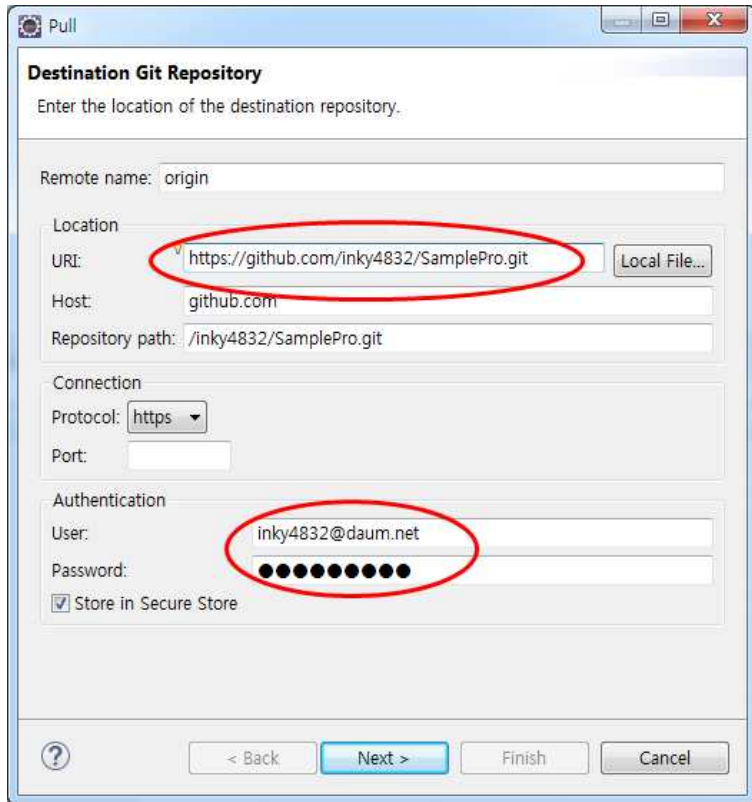 Pull
Destination Git Repository
Enter the location of the destination repository.
Remote name: origin
Location
URI: https://github.com/inky4832/SamplePro.git Local File...
Host: github.com
Repository path: /inky4832/SamplePro.git
Connection
Protocol: https
Port:
Authentication
User: inky4832@daum.net
Password: ●●●●●●●●●
Store in Secure Store
< Back Next > Finish Cancel